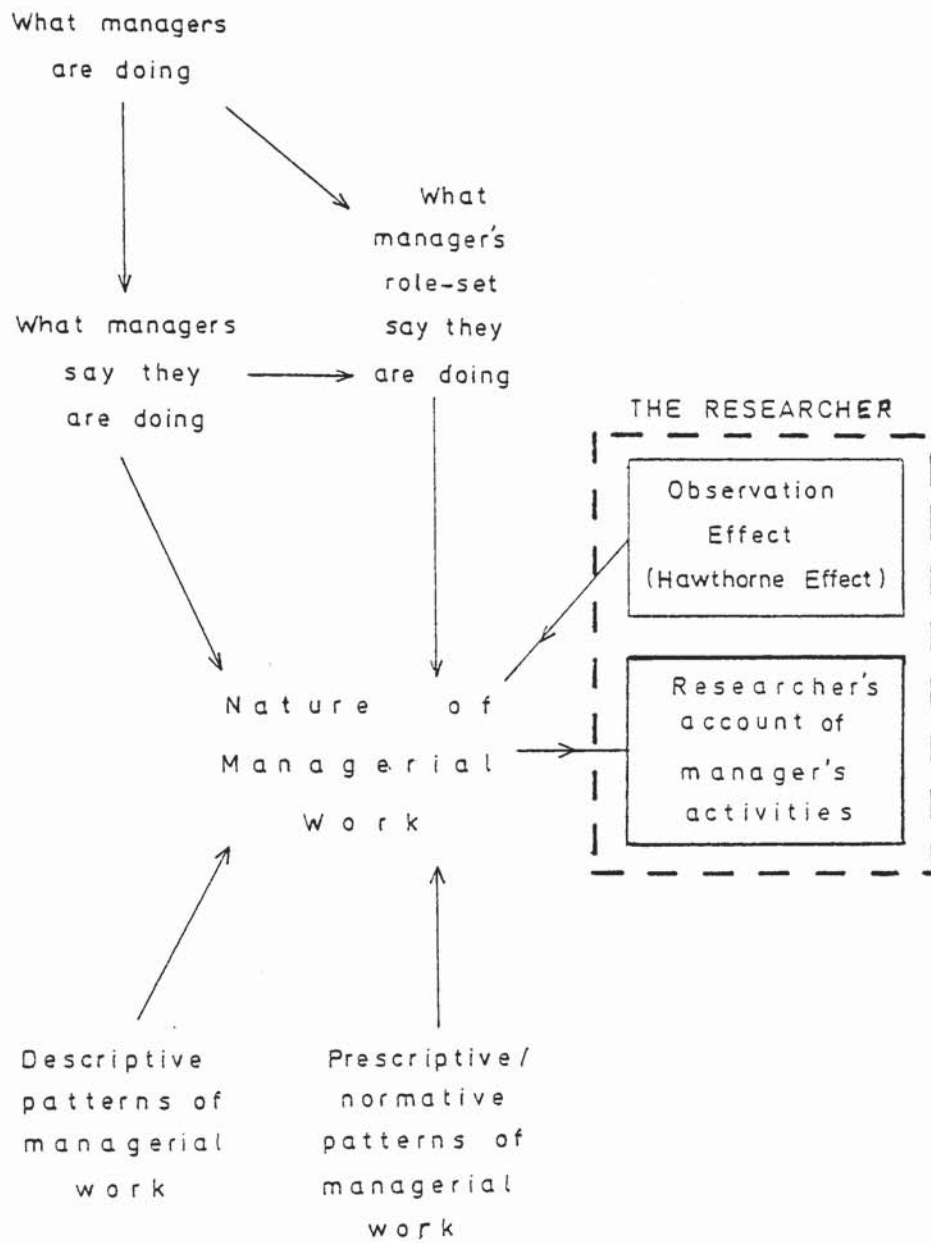 What managers
are doing
What
manager's
role-set
say they
are doing
What managers
say they
are doing
THE RESEARCHER
Observation
Effect
(Hawthorne Effect)
Researcher's
account of
manager's
activities
Nature of
Managerial
Work
Descriptive
patterns of
managerial
work
Prescriptive/
normative
patterns of
managerial
work